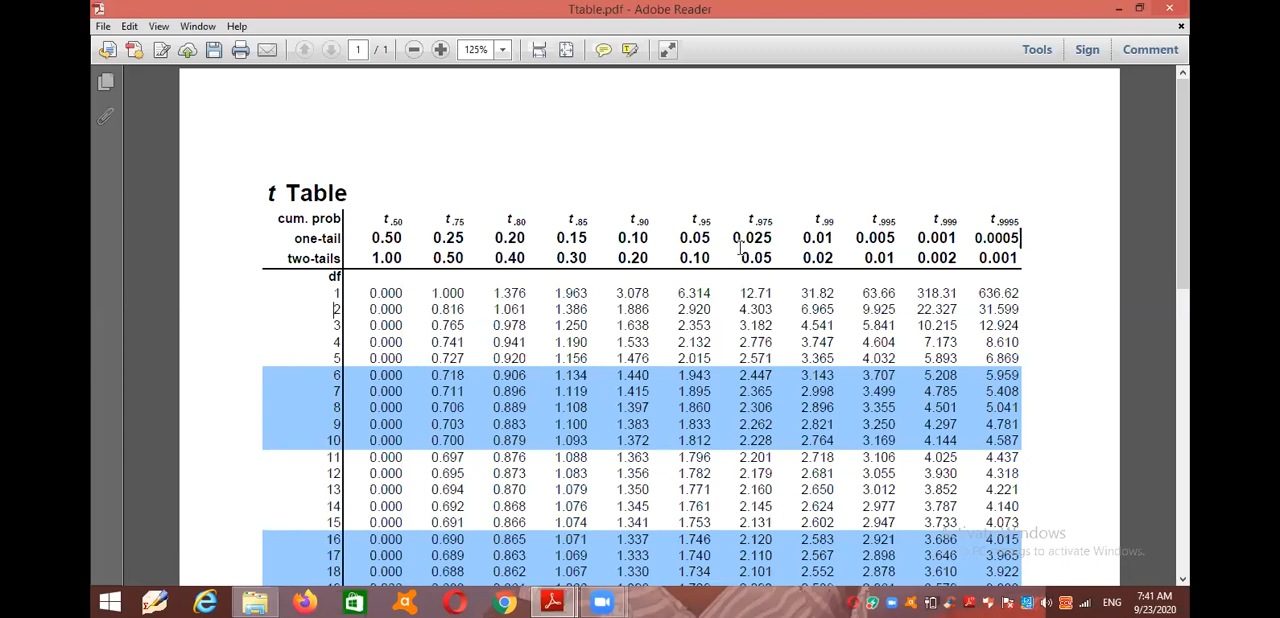 Ttable.pdf - Adobe Reader
File Edit View Window Help
1 / 1 125% Tools Sign Comment
t Table
cum. prob t.50 t.75 t.80 t.85 t.90 t.95 t.975 t.99 t.995 t.999 t.9995
one-tail 0.50 0.25 0.20 0.15 0.10 0.05 0.025 0.01 0.005 0.001 0.0005
two-tails 1.00 0.50 0.40 0.30 0.20 0.10 0.05 0.02 0.01 0.002 0.001
df
1 0.000 1.000 1.376 1.963 3.078 6.314 12.71 31.82 63.66 318.31 636.62
2 0.000 0.816 1.061 1.386 1.886 2.920 4.303 6.965 9.925 22.327 31.599
3 0.000 0.765 0.978 1.250 1.638 2.353 3.182 4.541 5.841 10.215 12.924
4 0.000 0.741 0.941 1.190 1.533 2.132 2.776 3.747 4.604 7.173 8.610
5 0.000 0.727 0.920 1.156 1.476 2.015 2.571 3.365 4.032 5.893 6.869
6 0.000 0.718 0.906 1.134 1.440 1.943 2.447 3.143 3.707 5.208 5.959
7 0.000 0.711 0.896 1.119 1.415 1.895 2.365 2.998 3.499 4.785 5.408
8 0.000 0.706 0.889 1.108 1.397 1.860 2.306 2.896 3.355 4.501 5.041
9 0.000 0.703 0.883 1.100 1.383 1.833 2.262 2.821 3.250 4.297 4.781
10 0.000 0.700 0.879 1.093 1.372 1.812 2.228 2.764 3.169 4.144 4.587
11 0.000 0.697 0.876 1.088 1.363 1.796 2.201 2.718 3.106 4.025 4.437
12 0.000 0.695 0.873 1.083 1.356 1.782 2.179 2.681 3.055 3.930 4.318
13 0.000 0.694 0.870 1.079 1.350 1.771 2.160 2.650 3.012 3.852 4.221
14 0.000 0.692 0.868 1.076 1.345 1.761 2.145 2.624 2.977 3.787 4.140
15 0.000 0.691 0.866 1.074 1.341 1.753 2.131 2.602 2.947 3.733 4.073
16 0.000 0.690 0.865 1.071 1.337 1.746 2.120 2.583 2.921 3.686 4.015
17 0.000 0.689 0.863 1.069 1.333 1.740 2.110 2.567 2.898 3.646 3.965
18 0.000 0.688 0.862 1.067 1.330 1.734 2.101 2.552 2.878 3.610 3.922
ENG
7:41 AM
9/23/2020